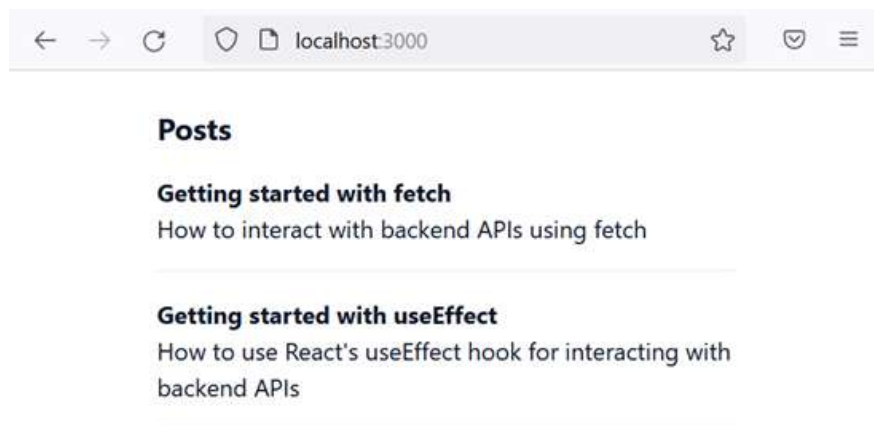 localhost:3000
Posts
Getting started with fetch
How to interact with backend APIs using fetch
Getting started with useEffect
How to use React's useEffect hook for interacting with
backend APIs